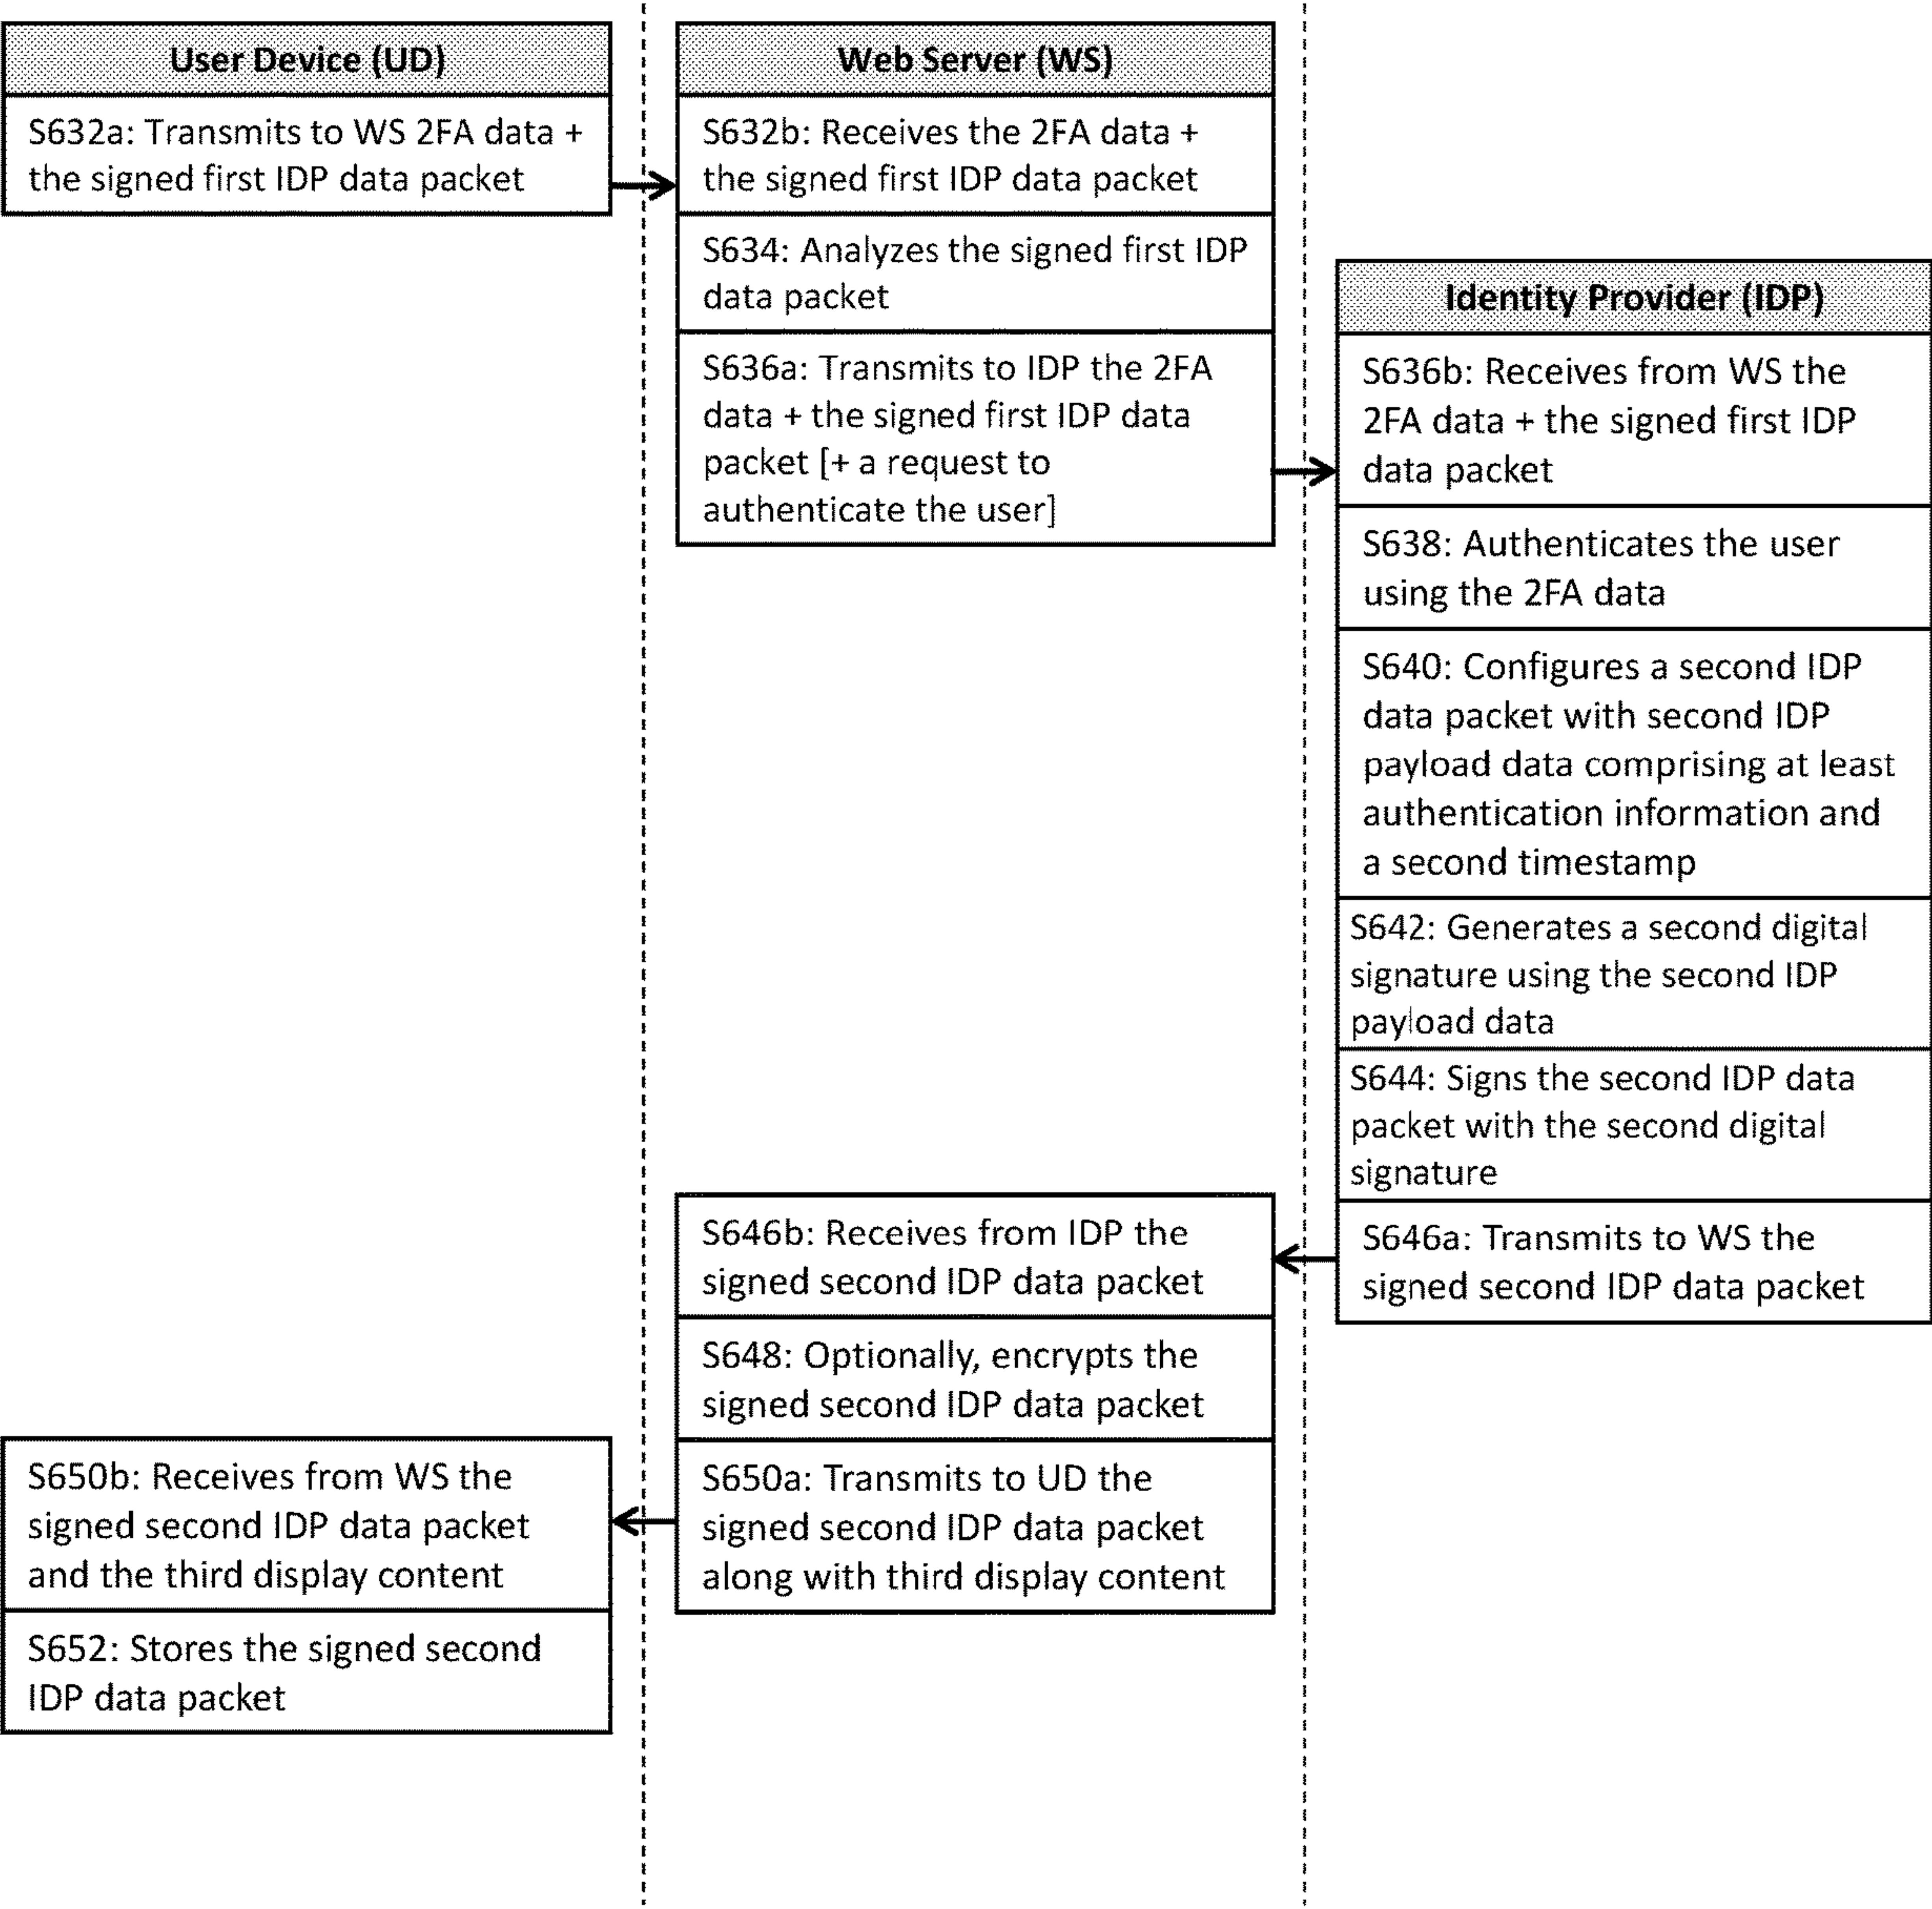 User Device (UD)
S632a: Transmits to WS 2FA data +
the signed first IDP data packet
Web Server (WS)
S632b: Receives the 2FA data +
the signed first IDP data packet
S634: Analyzes the signed first IDP
data packet
S636a: Transmits to IDP the 2FA
data + the signed first IDP data
packet [+ a request to
authenticate the user]
Identity Provider (IDP)
S636b: Receives from WS the
2FA data + the signed first IDP
data packet
S638: Authenticates the user
using the 2FA data
S640: Configures a second IDP
data packet with second IDP
payload data comprising at least
authentication information and
a second timestamp
S642: Generates a second digital
signature using the second IDP
payload data
S644: Signs the second IDP data
packet with the second digital
signature
S646a: Transmits to WS the
signed second IDP data packet
S646b: Receives from IDP the
signed second IDP data packet
S648: Optionally, encrypts the
signed second IDP data packet
S650a: Transmits to UD the
signed second IDP data packet
along with third display content
S650b: Receives from WS the
signed second IDP data packet
and the third display content
S652: Stores the signed second
IDP data packet